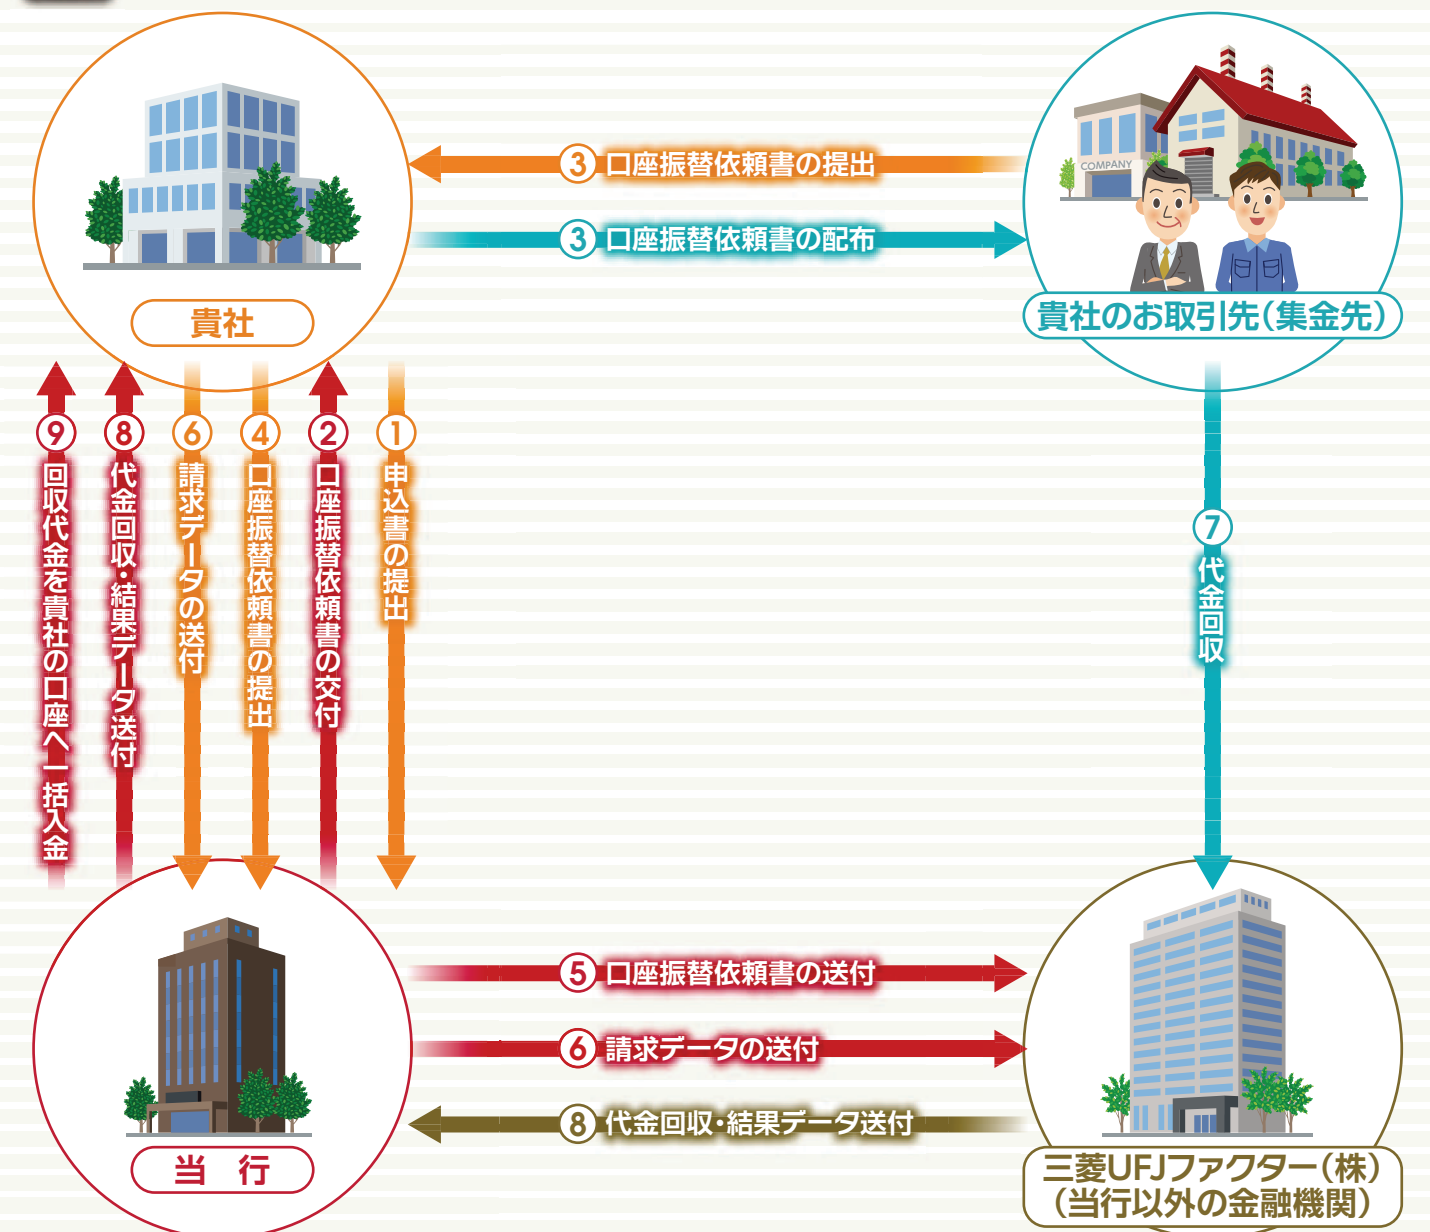 ③ 口座振替依頼書の提出
③ 口座振替依頼書の配布
COMPANY
貴社
貴社のお取引先(集金先)
⑨ 回収代金を貴社の口座へ一括入金
⑧ 代金回収・結果データ送付
⑥ 請求データの送付
④ 口座振替依頼書の提出
② 口座振替依頼書の交付
① 申込書の提出
⑦ 代金回収
⑤ 口座振替依頼書の送付
⑥ 請求データの送付
⑧ 代金回収・結果データ送付
当 行
三菱UFJファクター(株)
(当行以外の金融機関)